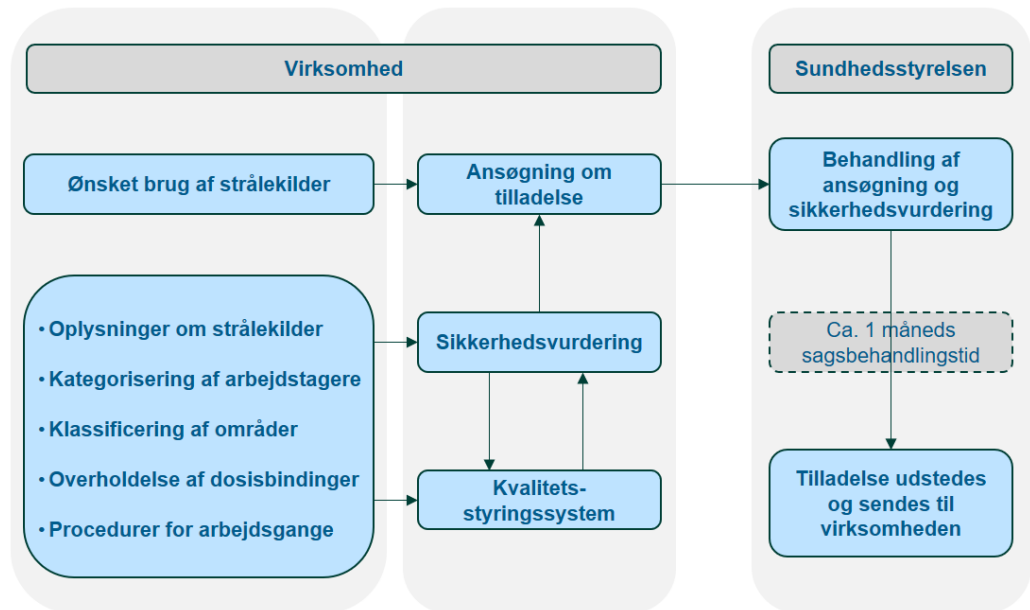 Virksomhed
Sundhedsstyrelsen
Ønsket brug af strålekilder
Ansøgning om
tilladelse
Behandling af
ansøgning og
sikkerhedsvurdering
• Oplysninger om strålekilder
• Kategorisering af arbejdstagere
• Klassificering af områder
• Overholdelse af dosisbindinger
• Procedurer for arbejdsgange
Sikkerhedsvurdering
Kvalitets-
styringssystem
Ca. 1 måneds
sagsbehandlingstid
Tilladelse udstedes
og sendes til
virksomheden